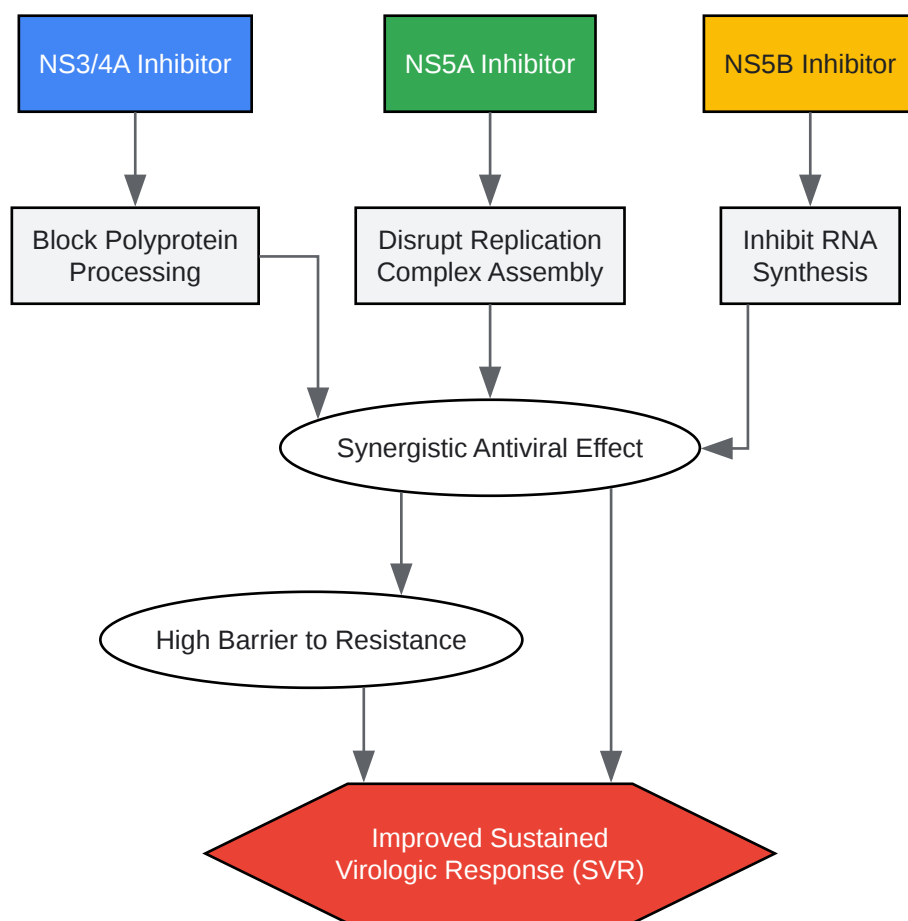 NS3/4A Inhibitor
NS5A Inhibitor
NS5B Inhibitor
Block Polyprotein
Processing
Disrupt Replication
Complex Assembly
Inhibit RNA
Synthesis
Synergistic Antiviral Effect
High Barrier to Resistance
Improved Sustained
Virologic Response (SVR)